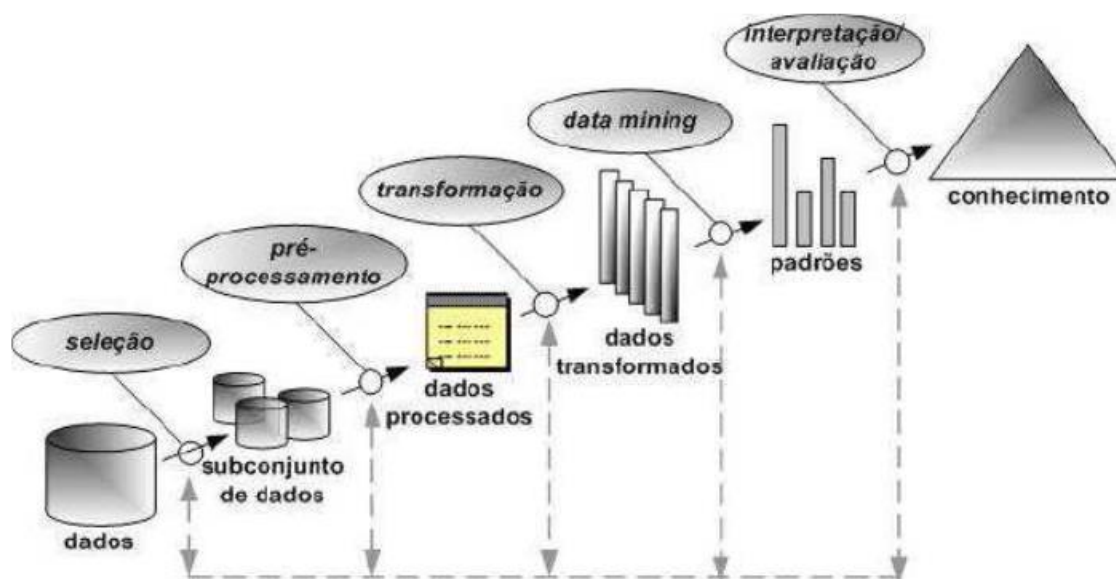 interpretação/
avaliação
data mining
transformação
conhecimento
pré-
processamento
padrões
seleção
dados
transformados
dados
processados
subconjunto
de dados
dados